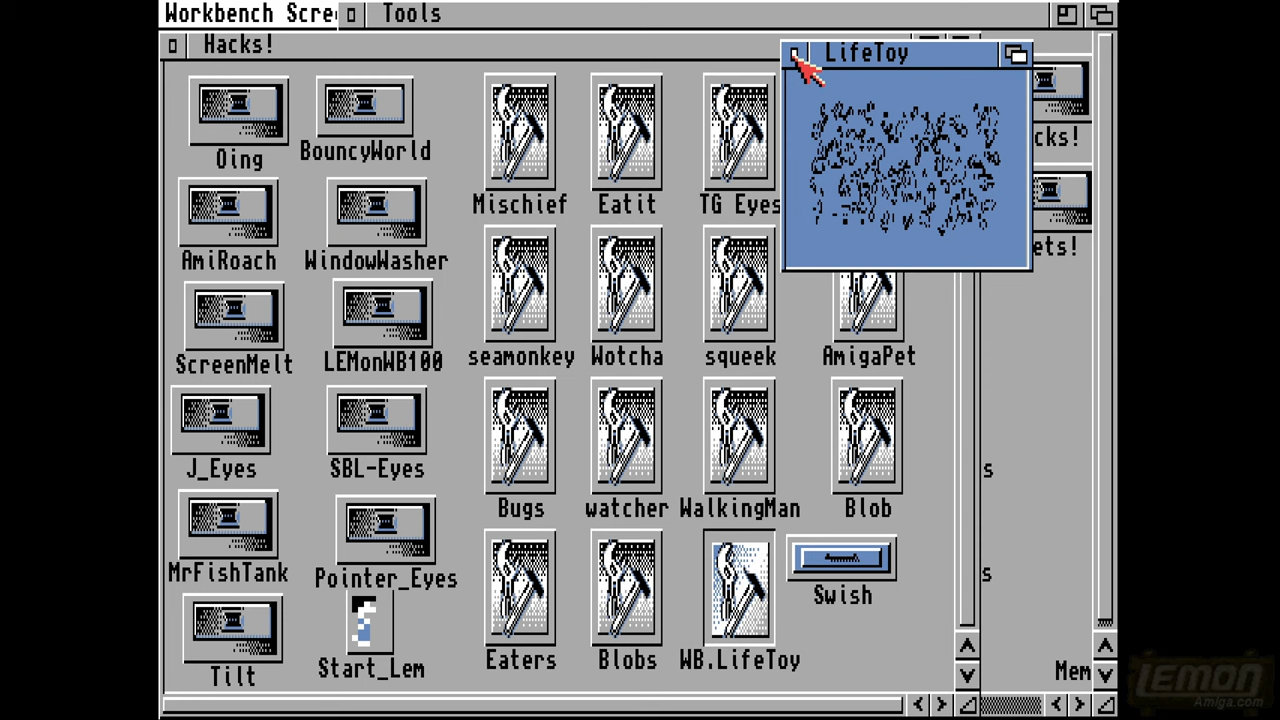 Workbench Scre Tools
Hacks!
LifeToy
Oing
BouncyWorld
Mischief
Eatit
TG Eyes
cks!
AmiRoach
WindowWasher
ets!
ScreenMelt
LEMonWB100
seamonkey
Wotcha
squeek
AmigaPet
J_Eyes
SBL-Eyes
s
Bugs
watcher
WalkingMan
Blob
MrFishTank
Pointer_Eyes
s
Swish
Tilt
Start_Lem
Eaters
Blobs
WB.LifeToy
Mem
LEMON
Amiga.com